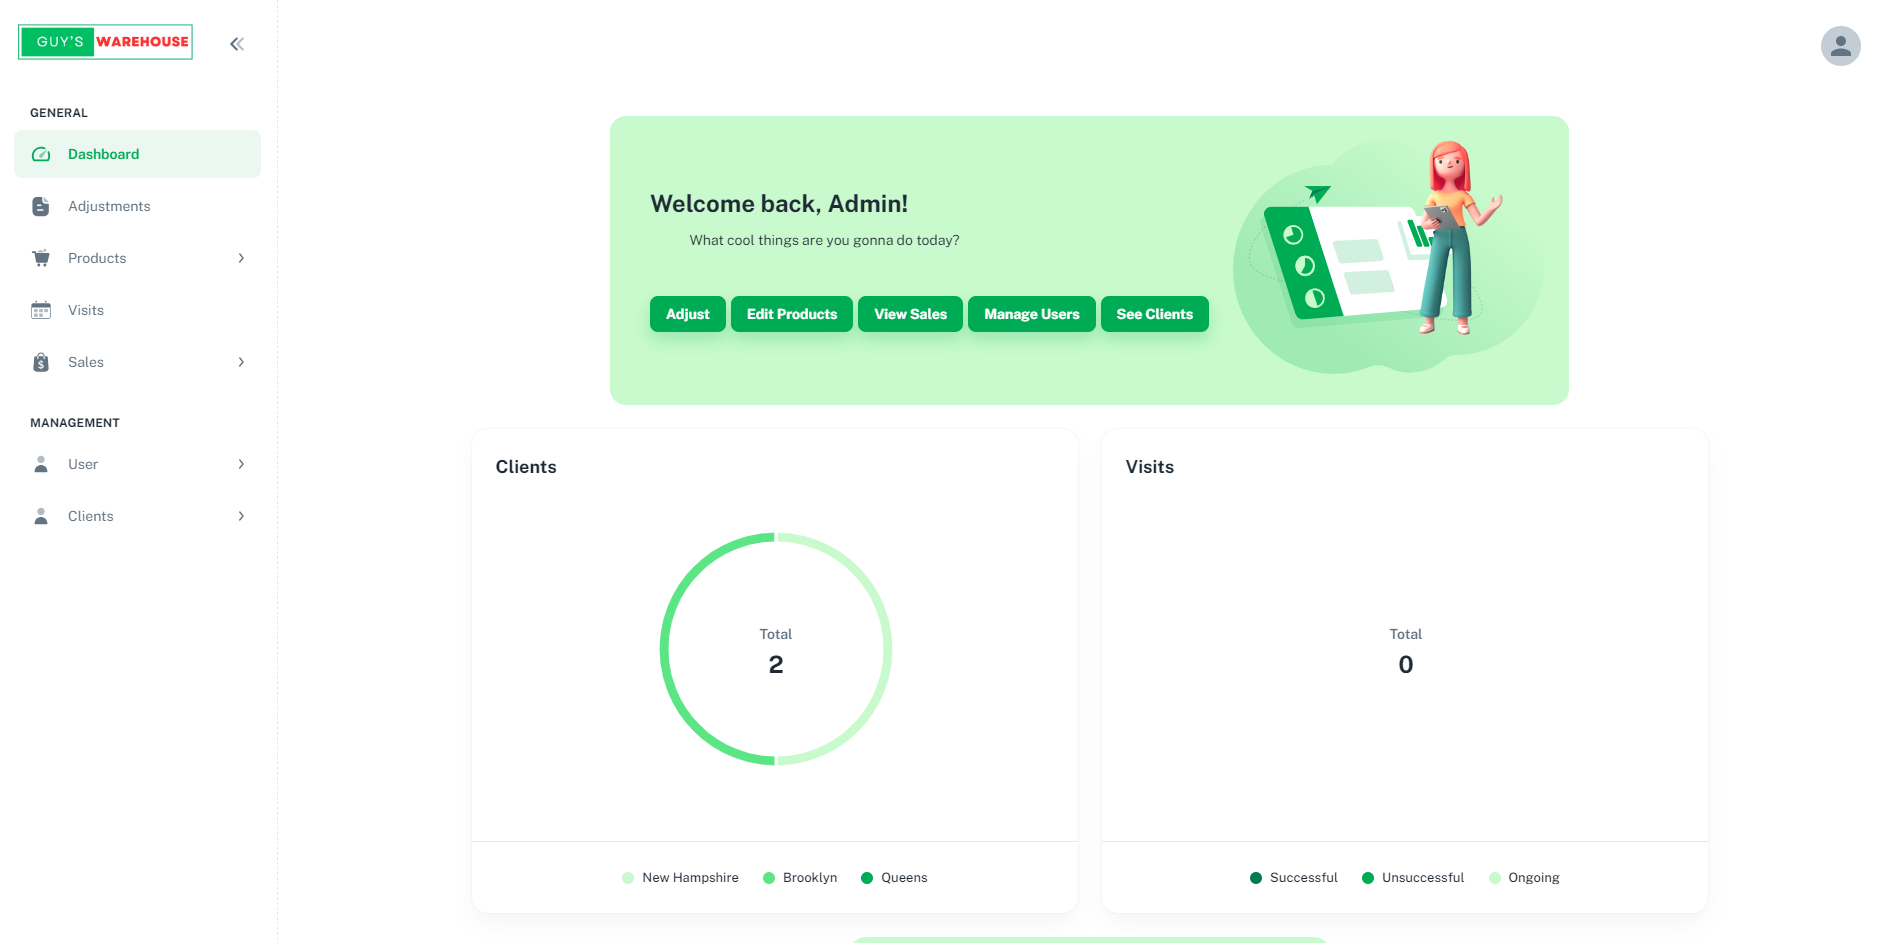 GUY'S WAREHOUSE
GENERAL
Dashboard
Adjustments
Products
Visits
Sales
MANAGEMENT
User
Clients
Welcome back, Admin!
What cool things are you gonna do today?
Adjust Edit Products View Sales Manage Users See Clients
Clients
Total
2
New Hampshire Brooklyn Queens
Visits
Total
0
Successful Unsuccessful Ongoing